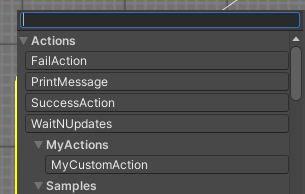 Actions
FailAction
PrintMessage
SuccessAction
WaitNUpdates
MyActions
MyCustomAction
Samples